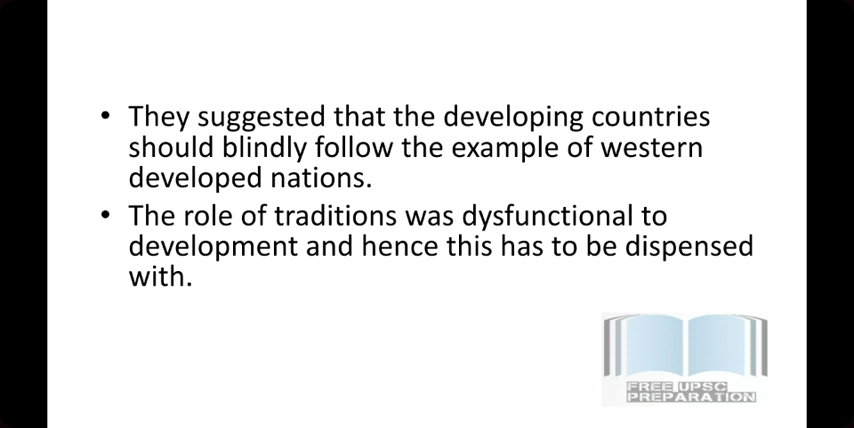 • They suggested that the developing countries
should blindly follow the example of western
developed nations.
• The role of traditions was dysfunctional to
development and hence this has to be dispensed
with.
FREE UPSC
PREPARATION